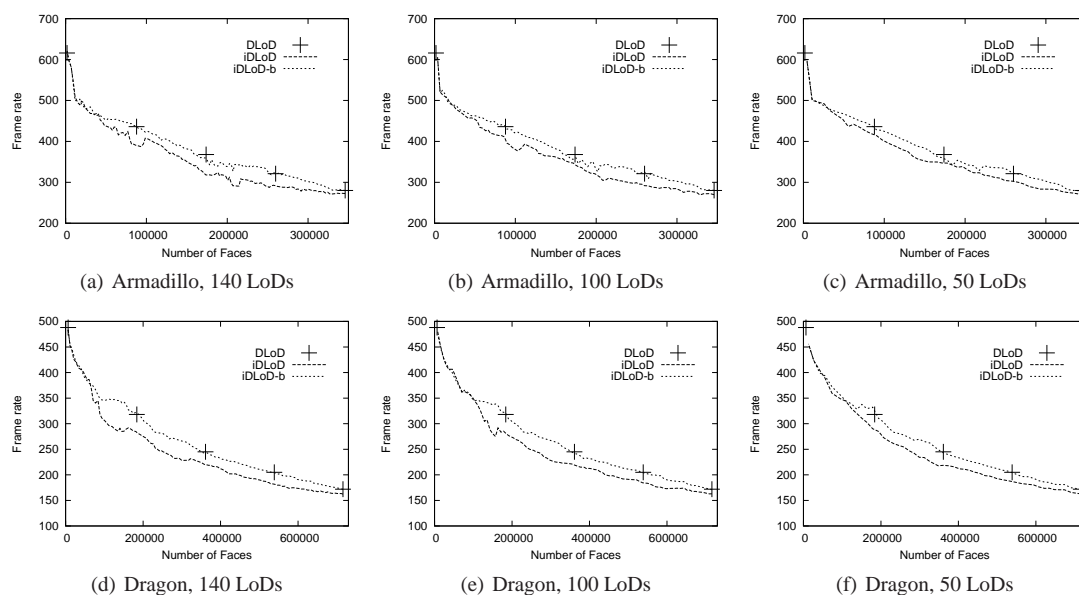 700
600
500
400
300
200
Frame rate
0 100000 200000 300000
Number of Faces
DLoD
iDLoD
iDLoD-b
(a) Armadillo, 140 LoDs
700
600
500
400
300
200
Frame rate
0 100000 200000 300000
Number of Faces
DLoD
iDLoD
iDLoD-b
(b) Armadillo, 100 LoDs
700
600
500
400
300
200
Frame rate
0 100000 200000 300000
Number of Faces
DLoD
iDLoD
iDLoD-b
(c) Armadillo, 50 LoDs
500
450
400
350
300
250
200
150
100
Frame rate
0 200000 400000 600000
Number of Faces
DLoD
iDLoD
iDLoD-b
(d) Dragon, 140 LoDs
500
450
400
350
300
250
200
150
100
Frame rate
0 200000 400000 600000
Number of Faces
DLoD
iDLoD
iDLoD-b
(e) Dragon, 100 LoDs
500
450
400
350
300
250
200
150
100
Frame rate
0 200000 400000 600000
Number of Faces
DLoD
iDLoD
iDLoD-b
(f) Dragon, 50 LoDs